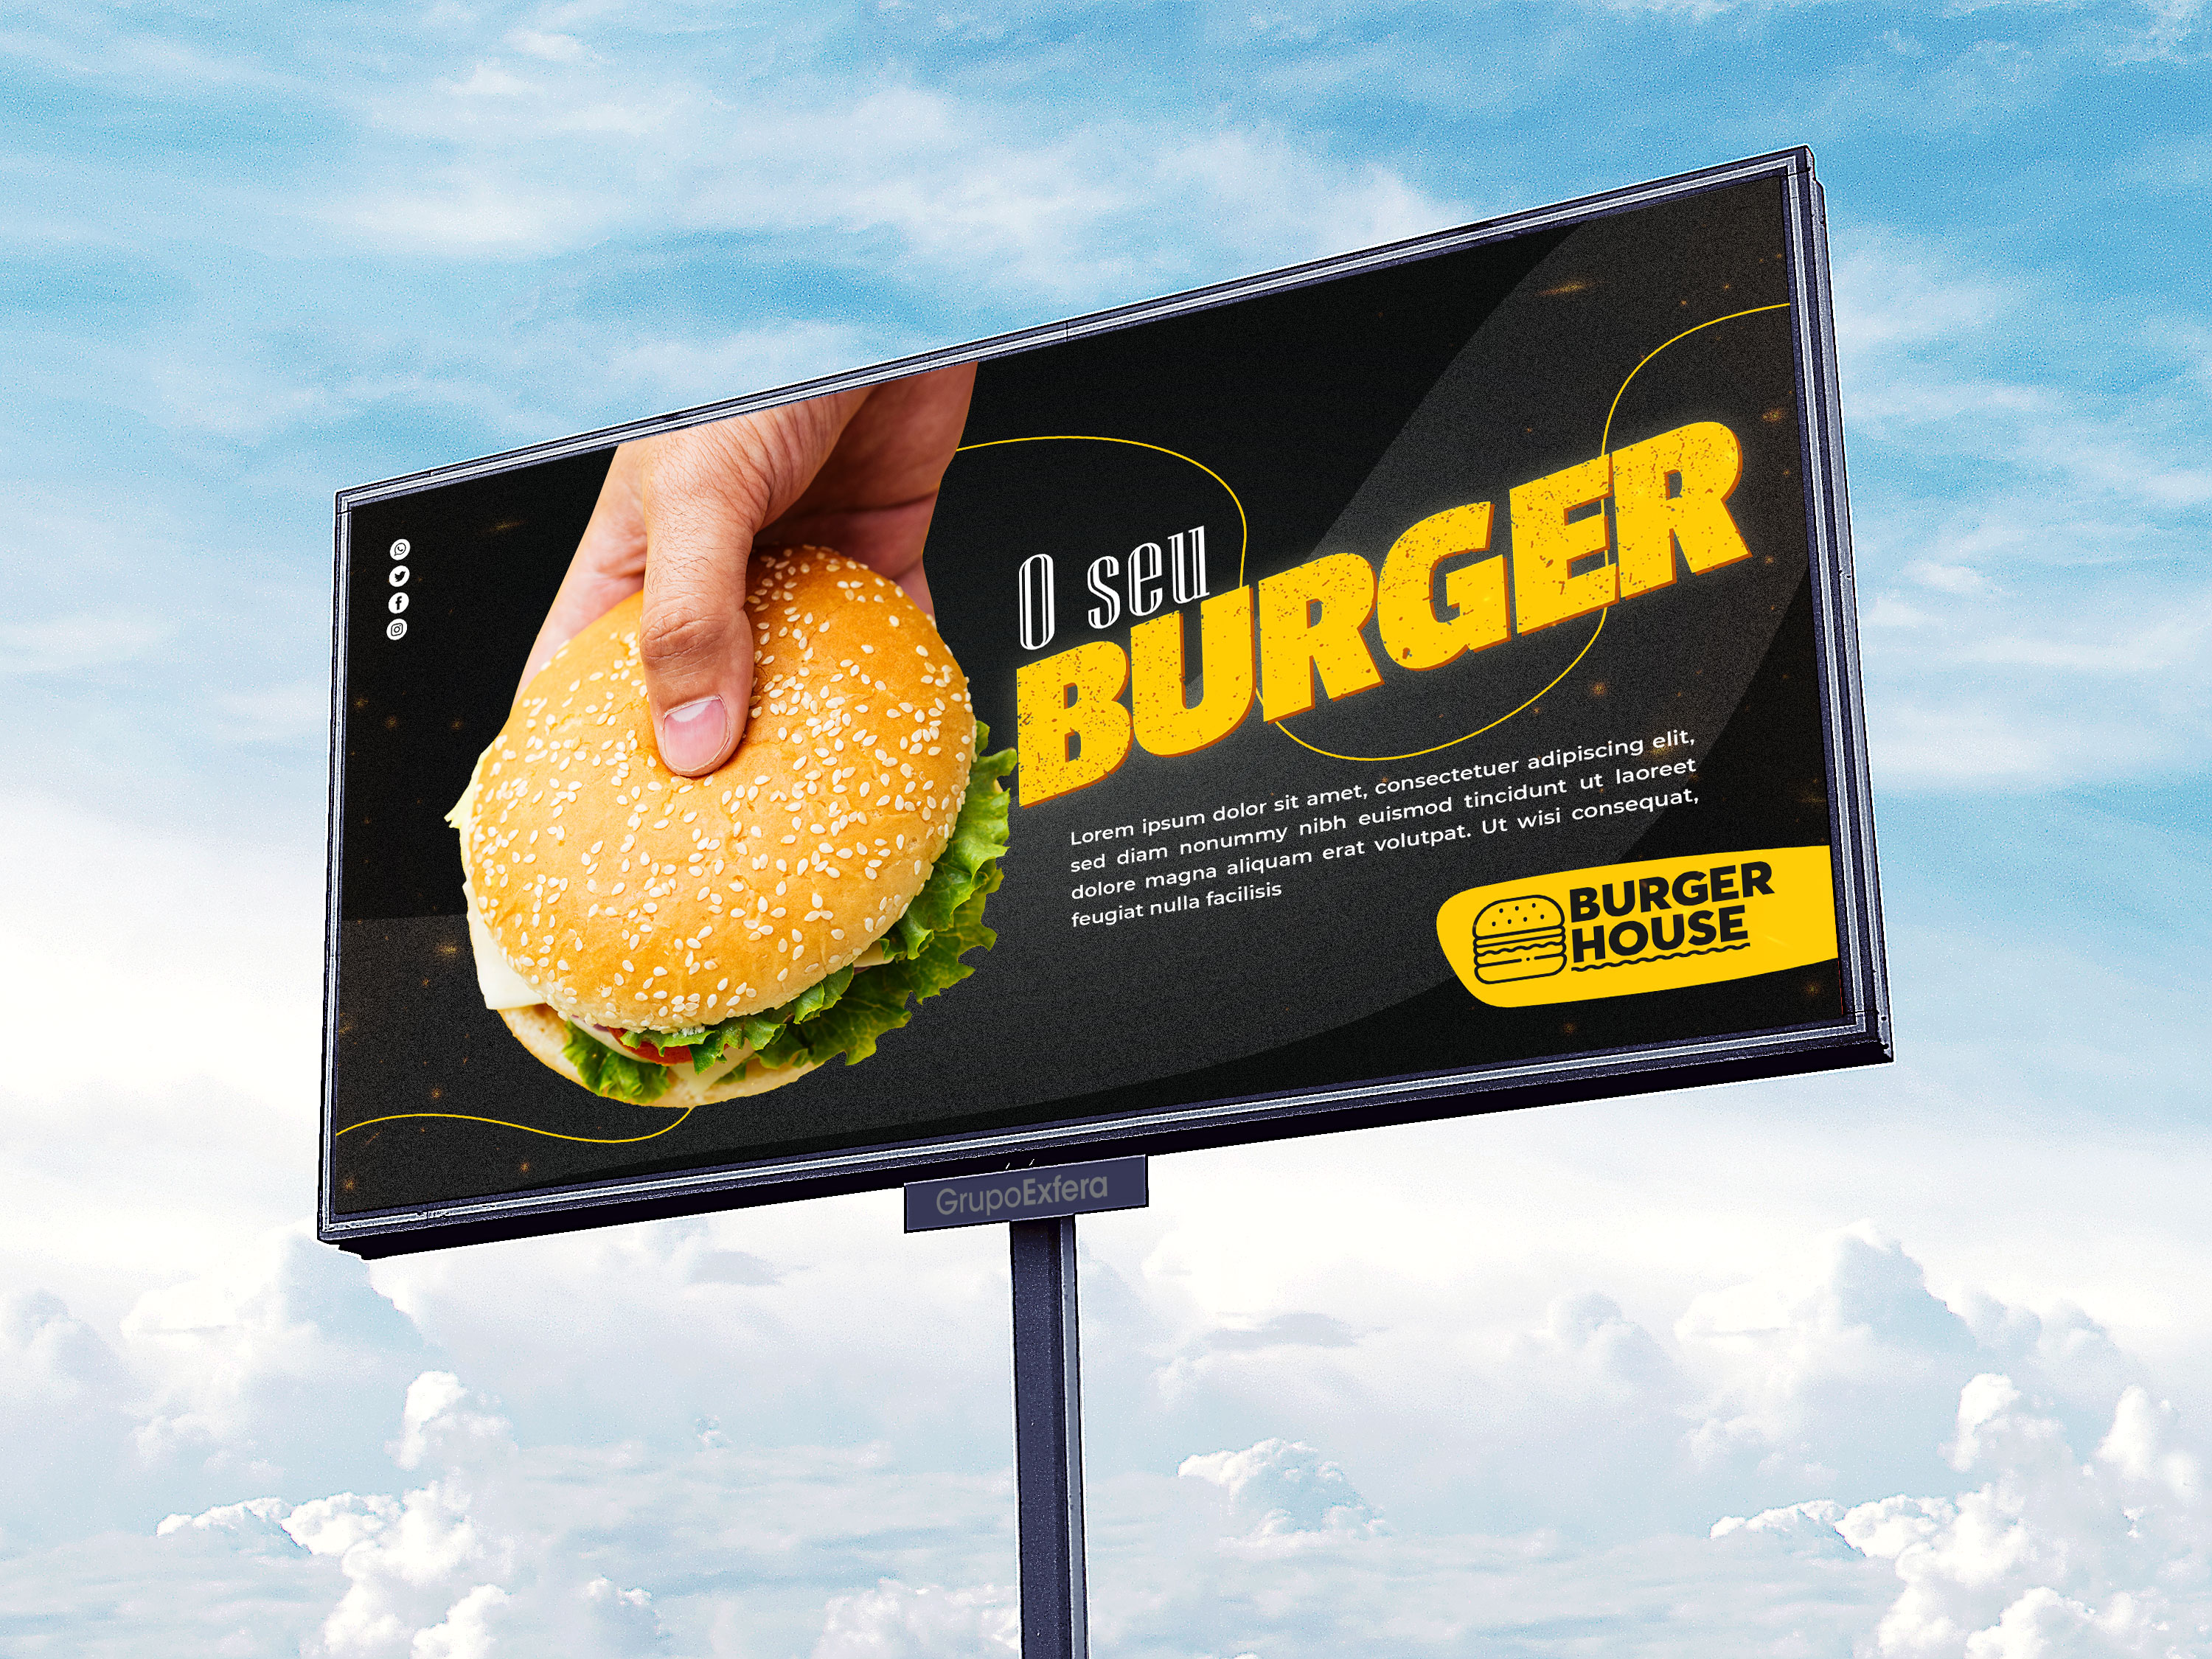 O seu
BURGER
Lorem ipsum dolor sit amet, consectetuer adipiscing elit,
sed diam nonummy nibh euismod tincidunt ut laoreet
dolore magna aliquam erat volutpat. Ut wisi consequat,
feugiat nulla facilisis
BURGER
HOUSE
GrupoExfera